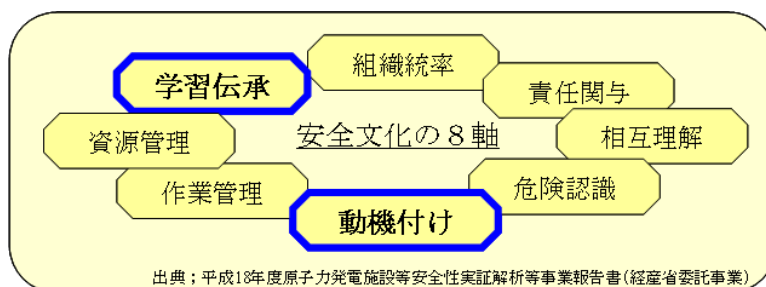 組織統率
学習伝承
責任関与
資源管理
安全文化の８軸
相互理解
作業管理
危険認識
動機付け
出典；平成18年度原子力発電施設等安全性実証解析等事業報告書(経産省委託事業)